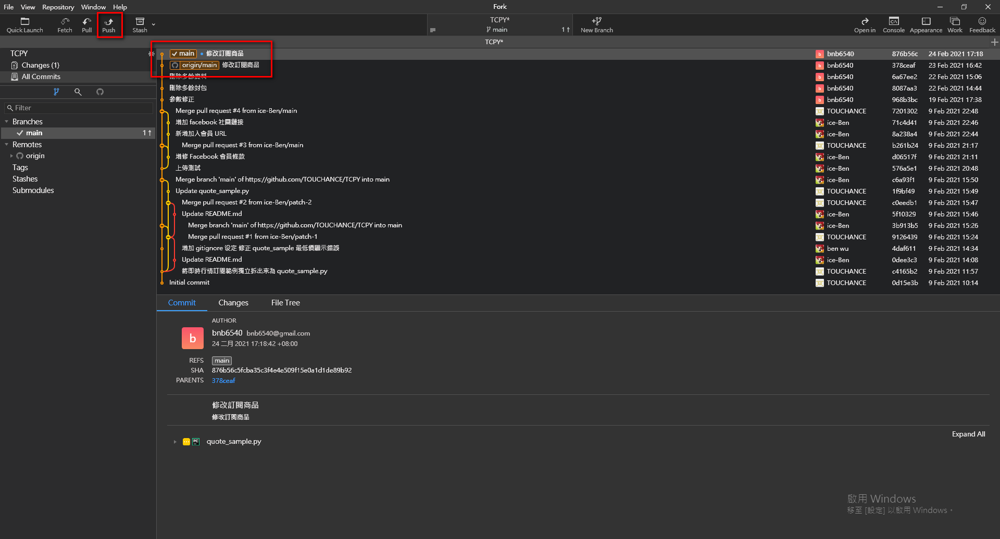 File View Repository Window Help
Fork
Quick Launch Fetch Pull Push Stash
TCPY*
main 1↑
New Branch
Open in Console Appearance Work Feedback
TCPY*
TCPY
Changes (1)
All Commits
Filter
Branches
main 1↑
Remotes
origin
Tags
Stashes
Submodules
main 修改訂閱商品 bnb6540 876b56c 24 Feb 2021 17:18
origin/main 修改訂閱商品 bnb6540 378ceaf 23 Feb 2021 16:42
刪除多餘資料 bnb6540 6a67ee2 22 Feb 2021 15:06
刪除多餘封包 bnb6540 8087aa3 22 Feb 2021 14:44
參數修正 bnb6540 968b3bc 19 Feb 2021 17:38
Merge pull request #4 from ice-Ben/main TOUCHANCE 7201302 9 Feb 2021 22:48
增加 facebook 社團鏈接 ice-Ben 71c4d41 9 Feb 2021 22:46
新增加入會員 URL ice-Ben 8a238a4 9 Feb 2021 22:44
Merge pull request #3 from ice-Ben/main TOUCHANCE b261b24 9 Feb 2021 21:17
增修 Facebook 會員條款 ice-Ben d06517f 9 Feb 2021 21:11
上傳測試 ice-Ben 576a5e1 9 Feb 2021 20:48
Merge branch 'main' of https://github.com/TOUCHANCE/TCPY into main ice-Ben c6a93f1 9 Feb 2021 15:50
Update quote_sample.py TOUCHANCE 1f9bf49 9 Feb 2021 15:49
Merge pull request #2 from ice-Ben/patch-2 TOUCHANCE c0eedb1 9 Feb 2021 15:47
Update README.md ice-Ben 5f10329 9 Feb 2021 15:46
Merge branch 'main' of https://github.com/TOUCHANCE/TCPY into main ice-Ben 3b913b5 9 Feb 2021 15:26
Merge pull request #1 from ice-Ben/patch-1 TOUCHANCE 9126439 9 Feb 2021 15:24
增加 gitignore 设定 修正 quote_sample 最低價顯示錯誤 ben wu 4daf611 9 Feb 2021 14:34
Update README.md ice-Ben 0dee3c3 9 Feb 2021 14:08
將即時行情訂閱範例獨立拆出來為 quote_sample.py TOUCHANCE c4165b2 9 Feb 2021 11:57
Initial commit TOUCHANCE 0d15e3b 9 Feb 2021 10:14
Commit Changes File Tree
AUTHOR
b
bnb6540 bnb6540@gmail.com
24 二月 2021 17:18:42 +08:00
REFS main
SHA 876b56c5fcba35c3f4e4e509f15e0a1d1de89b92
PARENTS 378ceaf
修改訂閱商品
修改訂閱商品
Expand All
quote_sample.py
啟用 Windows
移至 [設定] 以啟用 Windows。